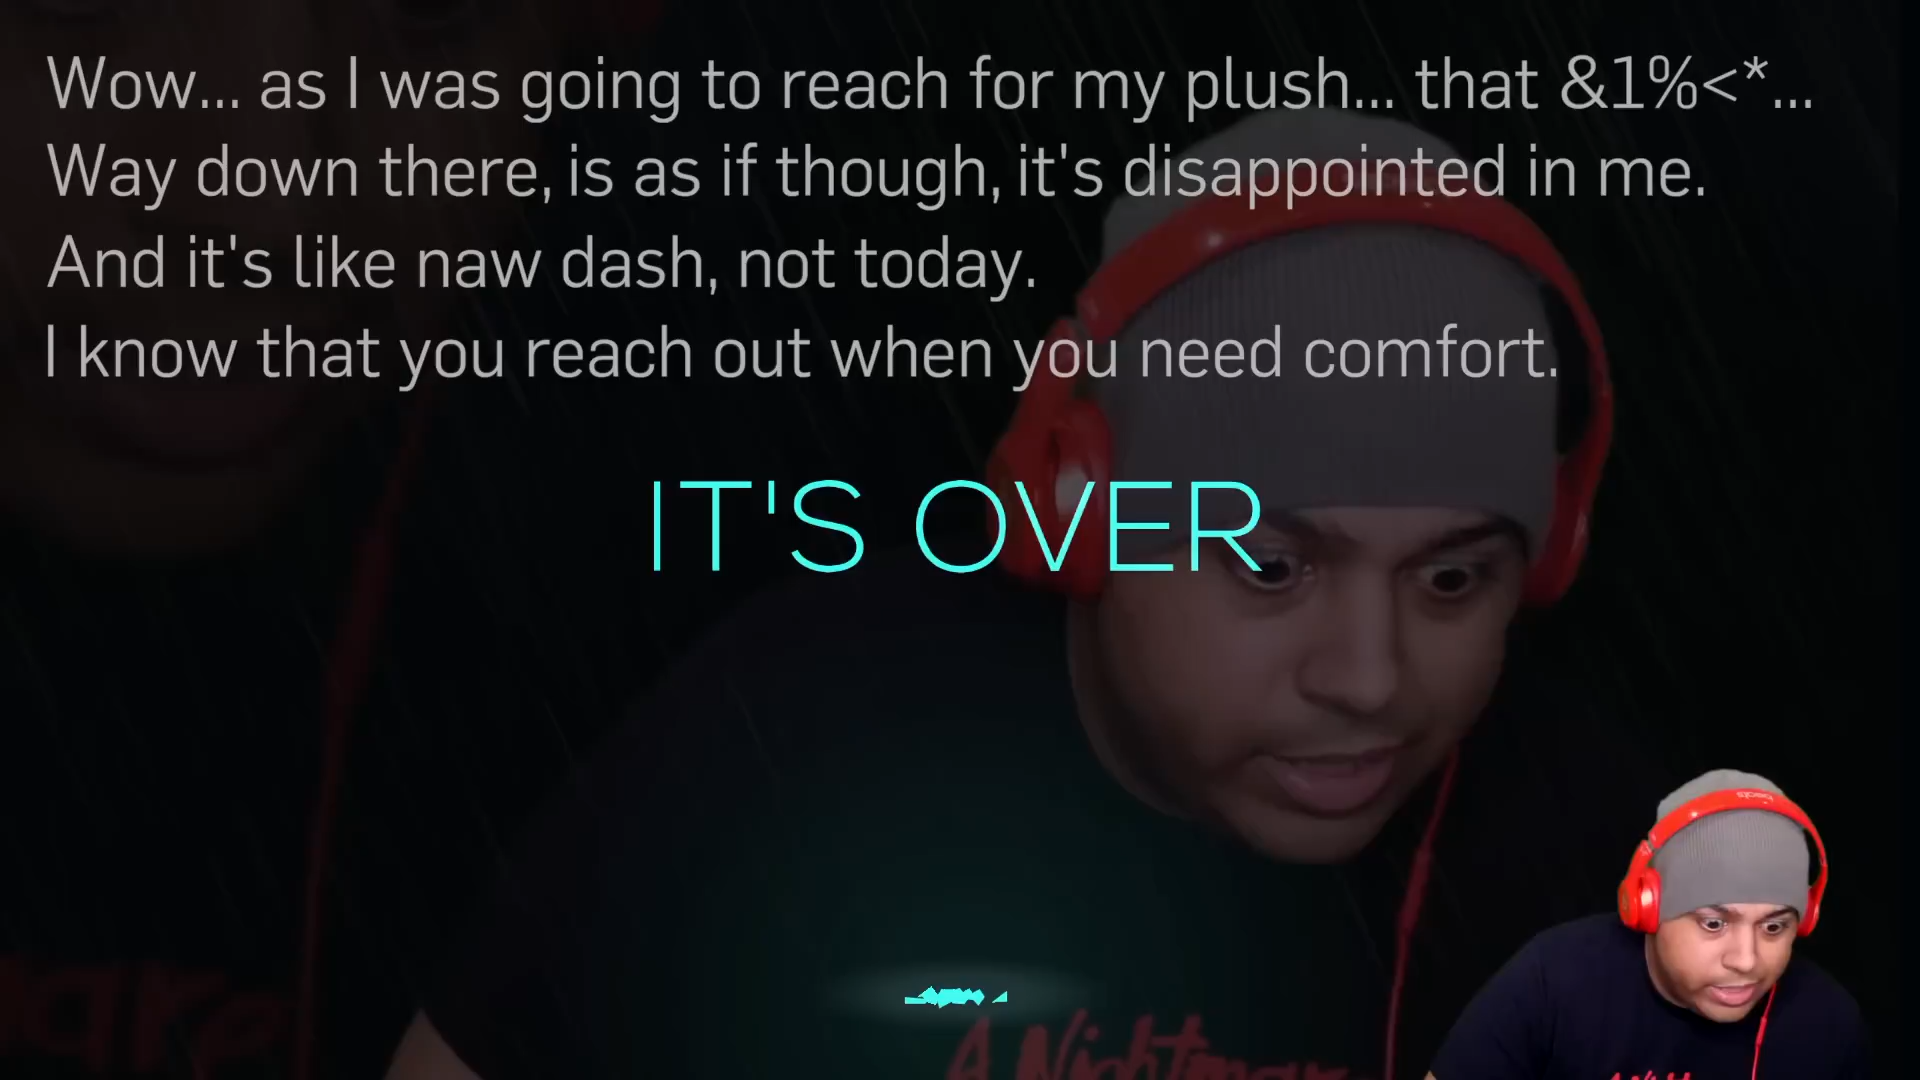 Wow... as I was going to reach for my plush... that &1%<*...
Way down there, is as if though, it's disappointed in me.
And it's like naw dash, not today.
I know that you reach out when you need comfort.
IT'S OVER
beats
A Nightmare